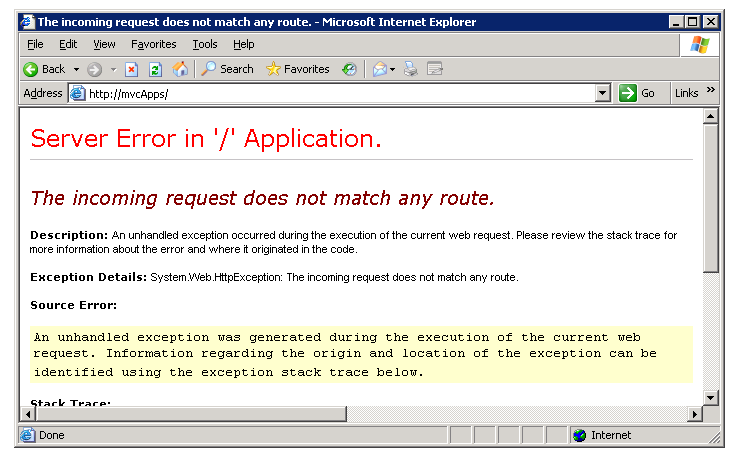 The incoming request does not match any route. - Microsoft Internet Explorer
File Edit View Favorites Tools Help
Back Search Favorites
Address http://mvcApps/ Go Links »
Server Error in '/' Application.
The incoming request does not match any route.
Description: An unhandled exception occurred during the execution of the current web request. Please review the stack trace for
more information about the error and where it originated in the code.
Exception Details: System.Web.HttpException: The incoming request does not match any route.
Source Error:
An unhandled exception was generated during the execution of the current web
request. Information regarding the origin and location of the exception can be
identified using the exception stack trace below.
Stack Trace:
Done Internet